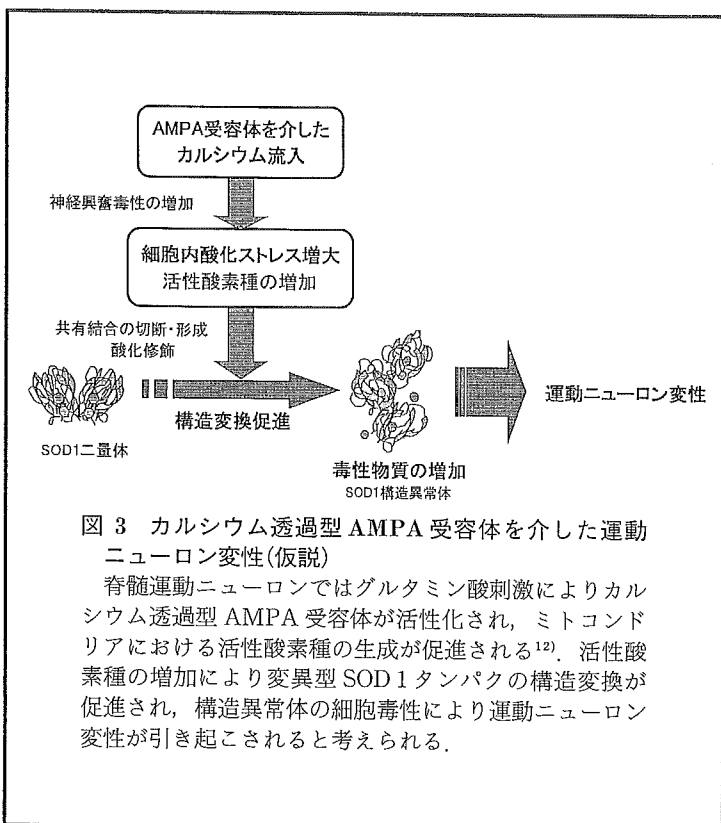 AMPA受容体を介した
カルシウム流入
神経興奮毒性の増加
細胞内酸化ストレス増大
活性酸素種の増加
共有結合の切断・形成
酸化修飾
構造変換促進
SOD1二量休
毒性物質の増加
SOD1構造異常体
運動ニューロン変性
図 3 カルシウム透過型 AMPA 受容体を介した運動
ニューロン変性(仮説)
脊髄運動ニューロンではグルタミン酸刺激によりカル
シウム透過型 AMPA 受容体が活性化され，ミトコンド
リアにおける活性酸素種の生成が促進される¹²⁾．活性酸
素種の増加により変異型 SOD 1 タンパクの構造変換が
促進され，構造異常体の細胞毒性により運動ニューロン
変性が引き起こされると考えられる．